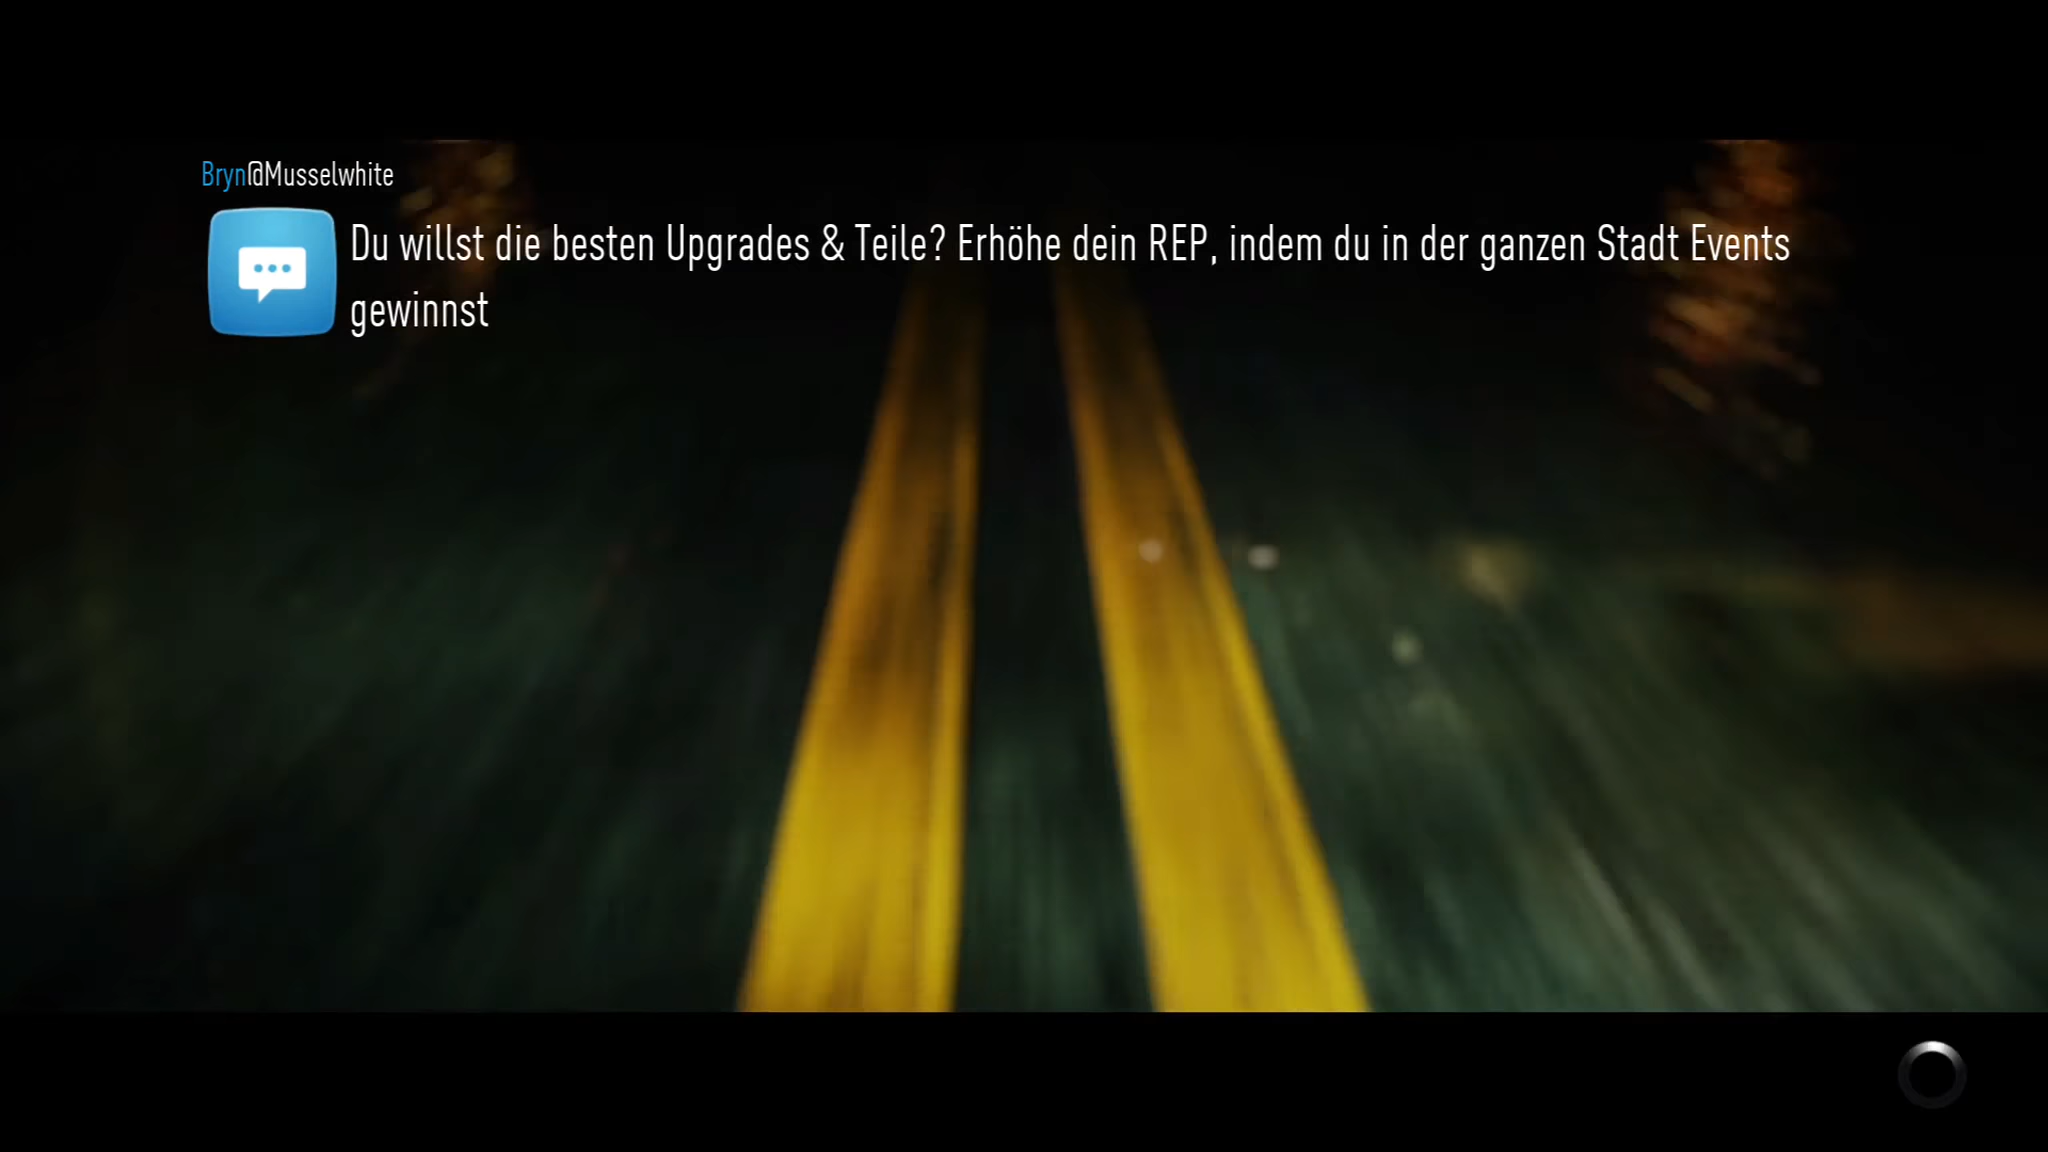 Bryn@Musselwhite
Du willst die besten Upgrades & Teile? Erhöhe dein REP, indem du in der ganzen Stadt Events
gewinnst